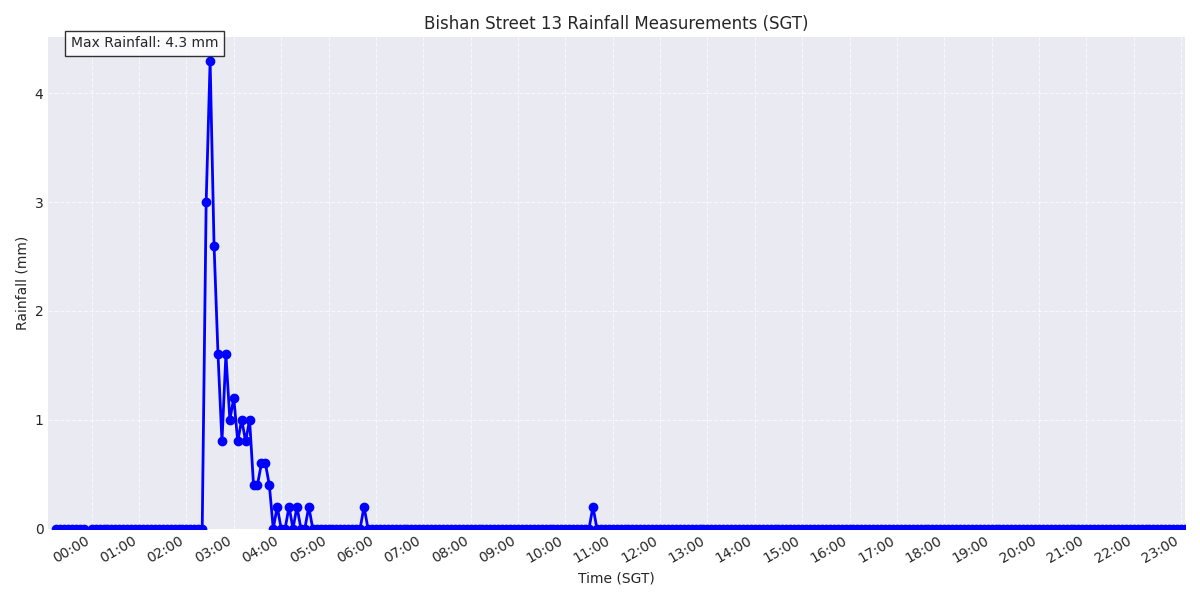 Bishan Street 13 Rainfall Measurements (SGT)
Max Rainfall: 4.3 mm
Rainfall (mm)
4
3
2
1
0
00:00 01:00 02:00 03:00 04:00 05:00 06:00 07:00 08:00 09:00 10:00 11:00 12:00 13:00 14:00 15:00 16:00 17:00 18:00 19:00 20:00 21:00 22:00 23:00
Time (SGT)